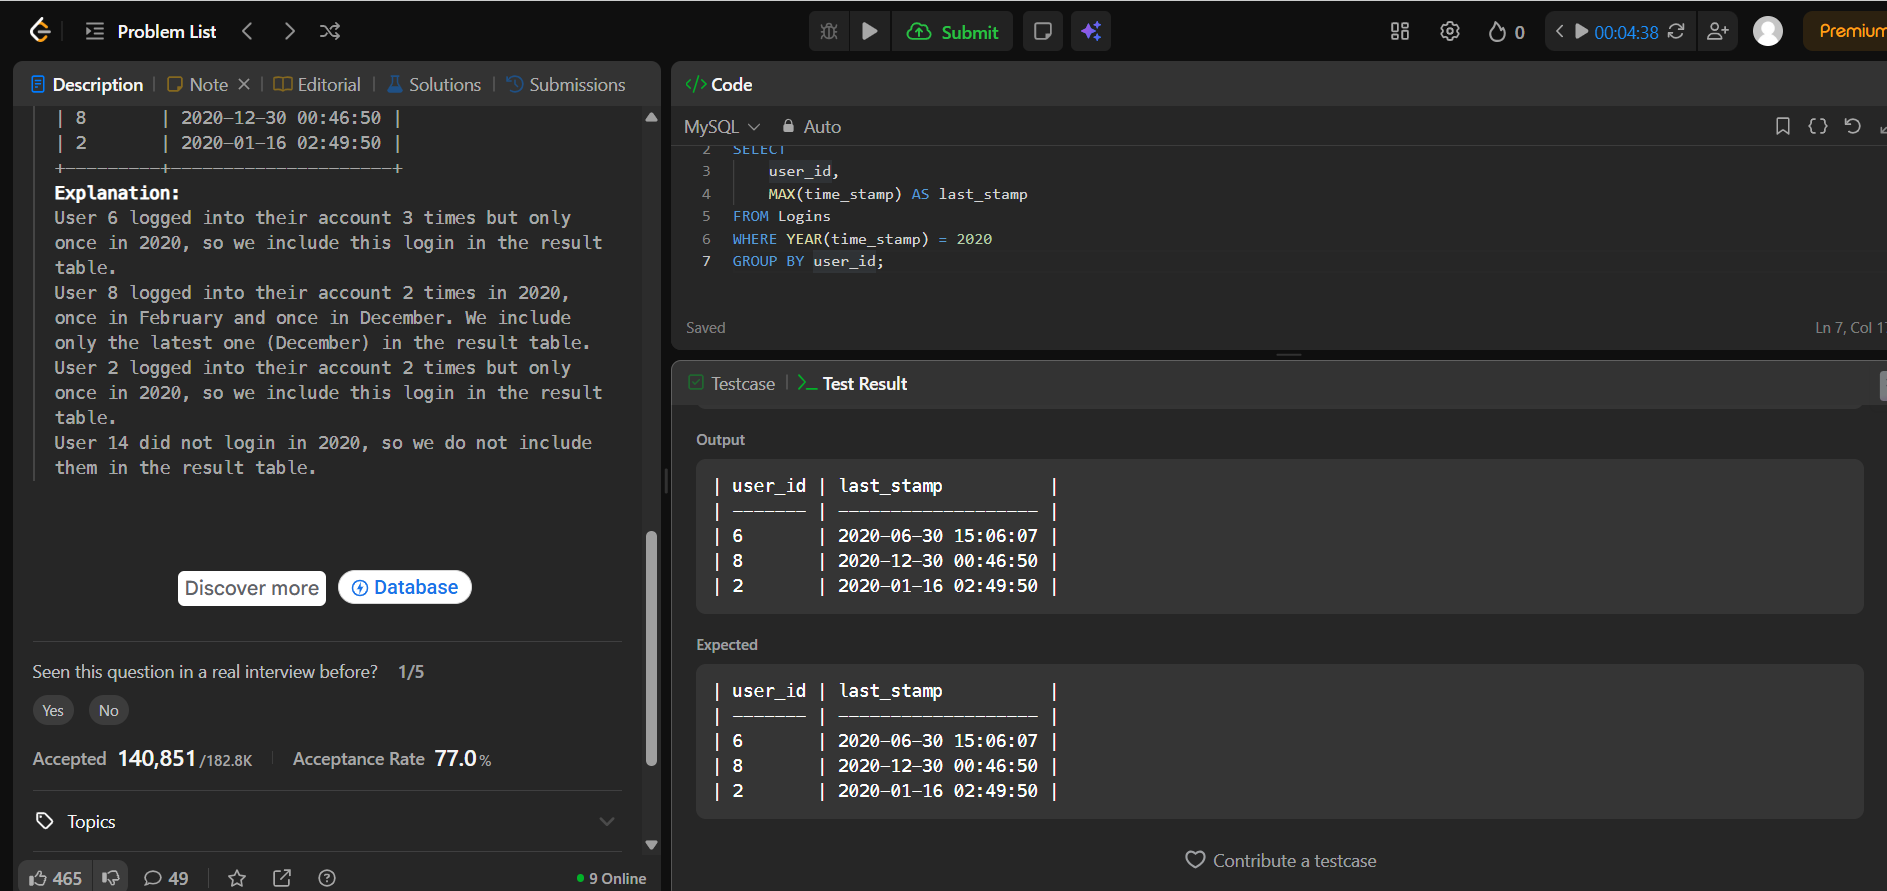 Problem List
Submit
0
00:04:38
Premium
Description
Note
Editorial
Solutions
Submissions
| 8 | 2020-12-30 00:46:50 |
| 2 | 2020-01-16 02:49:50 |
+---------+---------------------+
Explanation:
User 6 logged into their account 3 times but only
once in 2020, so we include this login in the result
table.
User 8 logged into their account 2 times in 2020,
once in February and once in December. We include
only the latest one (December) in the result table.
User 2 logged into their account 2 times but only
once in 2020, so we include this login in the result
table.
User 14 did not login in 2020, so we do not include
them in the result table.
Discover more
Database
Seen this question in a real interview before? 1/5
Yes
No
Accepted 140,851/182.8K
Acceptance Rate 77.0%
Topics
465
49
9 Online
</> Code
MySQL
Auto
2 SELECT
3 user_id,
4 MAX(time_stamp) AS last_stamp
5 FROM Logins
6 WHERE YEAR(time_stamp) = 2020
7 GROUP BY user_id;
Saved
Ln 7, Col 17
Testcase
Test Result
Output
| user_id | last_stamp |
| ------- | ------------------- |
| 6 | 2020-06-30 15:06:07 |
| 8 | 2020-12-30 00:46:50 |
| 2 | 2020-01-16 02:49:50 |
Expected
| user_id | last_stamp |
| ------- | ------------------- |
| 6 | 2020-06-30 15:06:07 |
| 8 | 2020-12-30 00:46:50 |
| 2 | 2020-01-16 02:49:50 |
Contribute a testcase